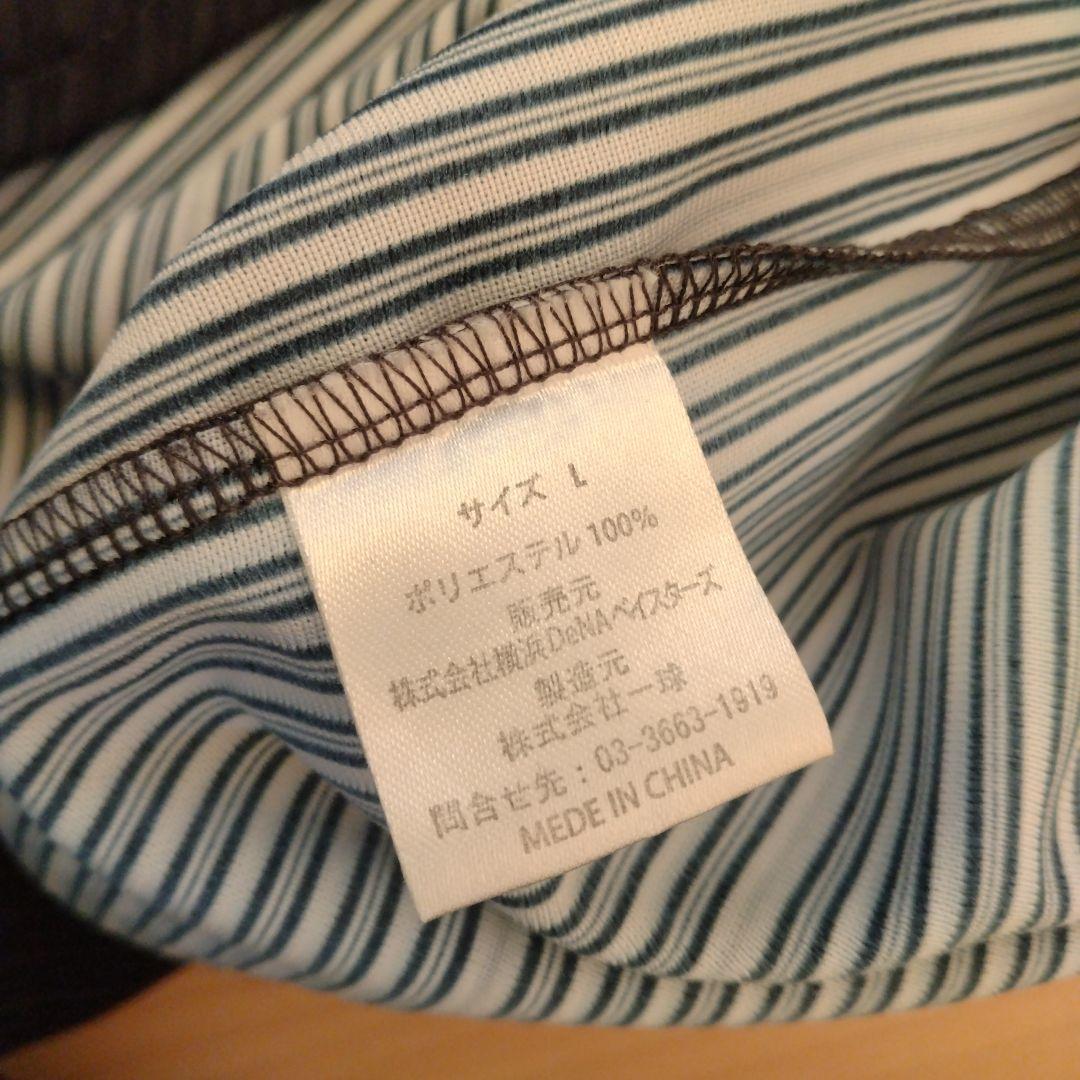 サイズ L
ポリエステル 100%
販売元
株式会社横浜DeNAベイスターズ
製造元
株式会社一球
問合せ先：03-3663-1919
MEDE IN CHINA